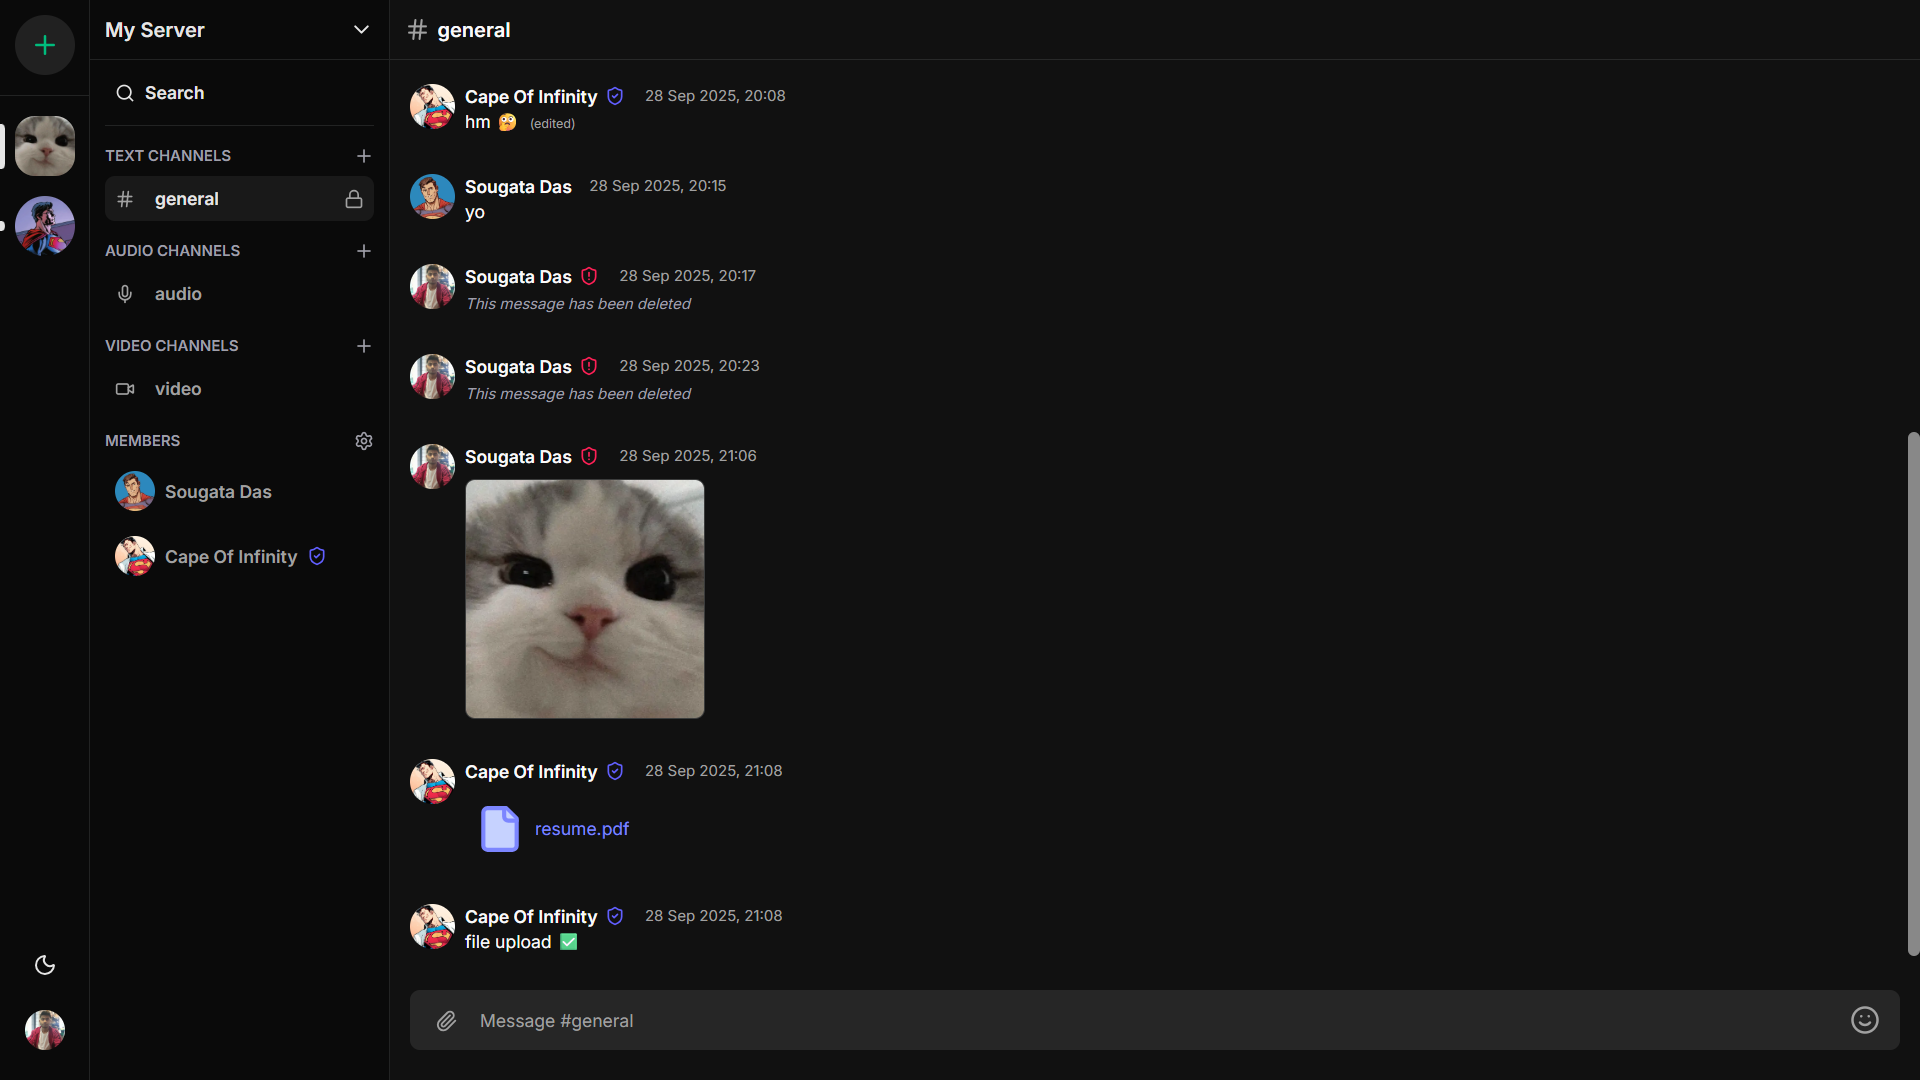 My Server
Search
TEXT CHANNELS
general
AUDIO CHANNELS
audio
VIDEO CHANNELS
video
MEMBERS
Sougata Das
Cape Of Infinity
# general
Cape Of Infinity 28 Sep 2025, 20:08
hm 🤔 (edited)
Sougata Das 28 Sep 2025, 20:15
yo
Sougata Das 28 Sep 2025, 20:17
This message has been deleted
Sougata Das 28 Sep 2025, 20:23
This message has been deleted
Sougata Das 28 Sep 2025, 21:06
Cape Of Infinity 28 Sep 2025, 21:08
resume.pdf
Cape Of Infinity 28 Sep 2025, 21:08
file upload ✅
Message #general